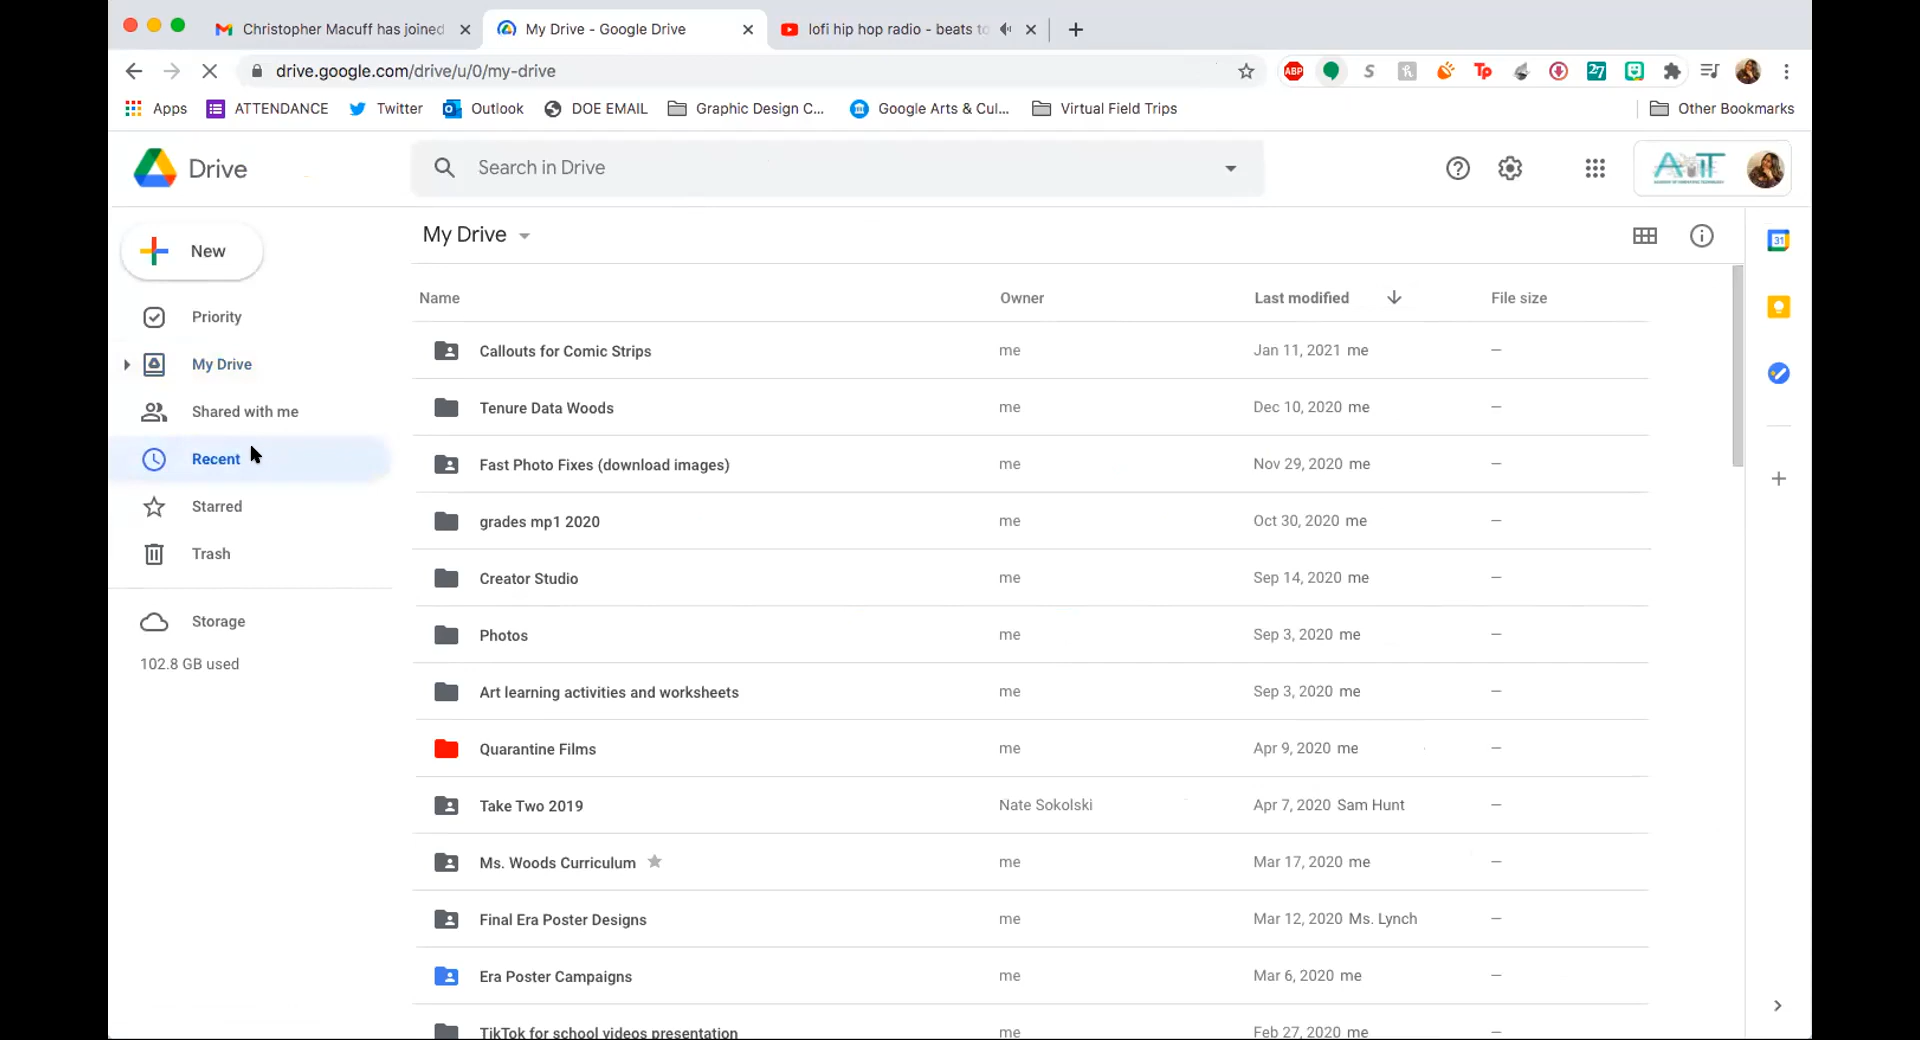 Christopher Macuff has joined
My Drive - Google Drive
lofi hip hop radio - beats to
drive.google.com/drive/u/0/my-drive
ABP
S
h
Tp
27
Apps
ATTENDANCE
Twitter
Outlook
DOE EMAIL
Graphic Design C...
Google Arts & Cul...
Virtual Field Trips
Other Bookmarks
Drive
Search in Drive
New
My Drive
31
Priority
My Drive
Shared with me
Recent
Starred
Trash
Storage
102.8 GB used
Name Owner Last modified File size
Callouts for Comic Strips me Jan 11, 2021 me —
Tenure Data Woods me Dec 10, 2020 me —
Fast Photo Fixes (download images) me Nov 29, 2020 me —
grades mp1 2020 me Oct 30, 2020 me —
Creator Studio me Sep 14, 2020 me —
Photos me Sep 3, 2020 me —
Art learning activities and worksheets me Sep 3, 2020 me —
Quarantine Films me Apr 9, 2020 me —
Take Two 2019 Nate Sokolski Apr 7, 2020 Sam Hunt —
Ms. Woods Curriculum me Mar 17, 2020 me —
Final Era Poster Designs me Mar 12, 2020 Ms. Lynch —
Era Poster Campaigns me Mar 6, 2020 me —
TikTok for school videos presentation me Feb 27, 2020 me —